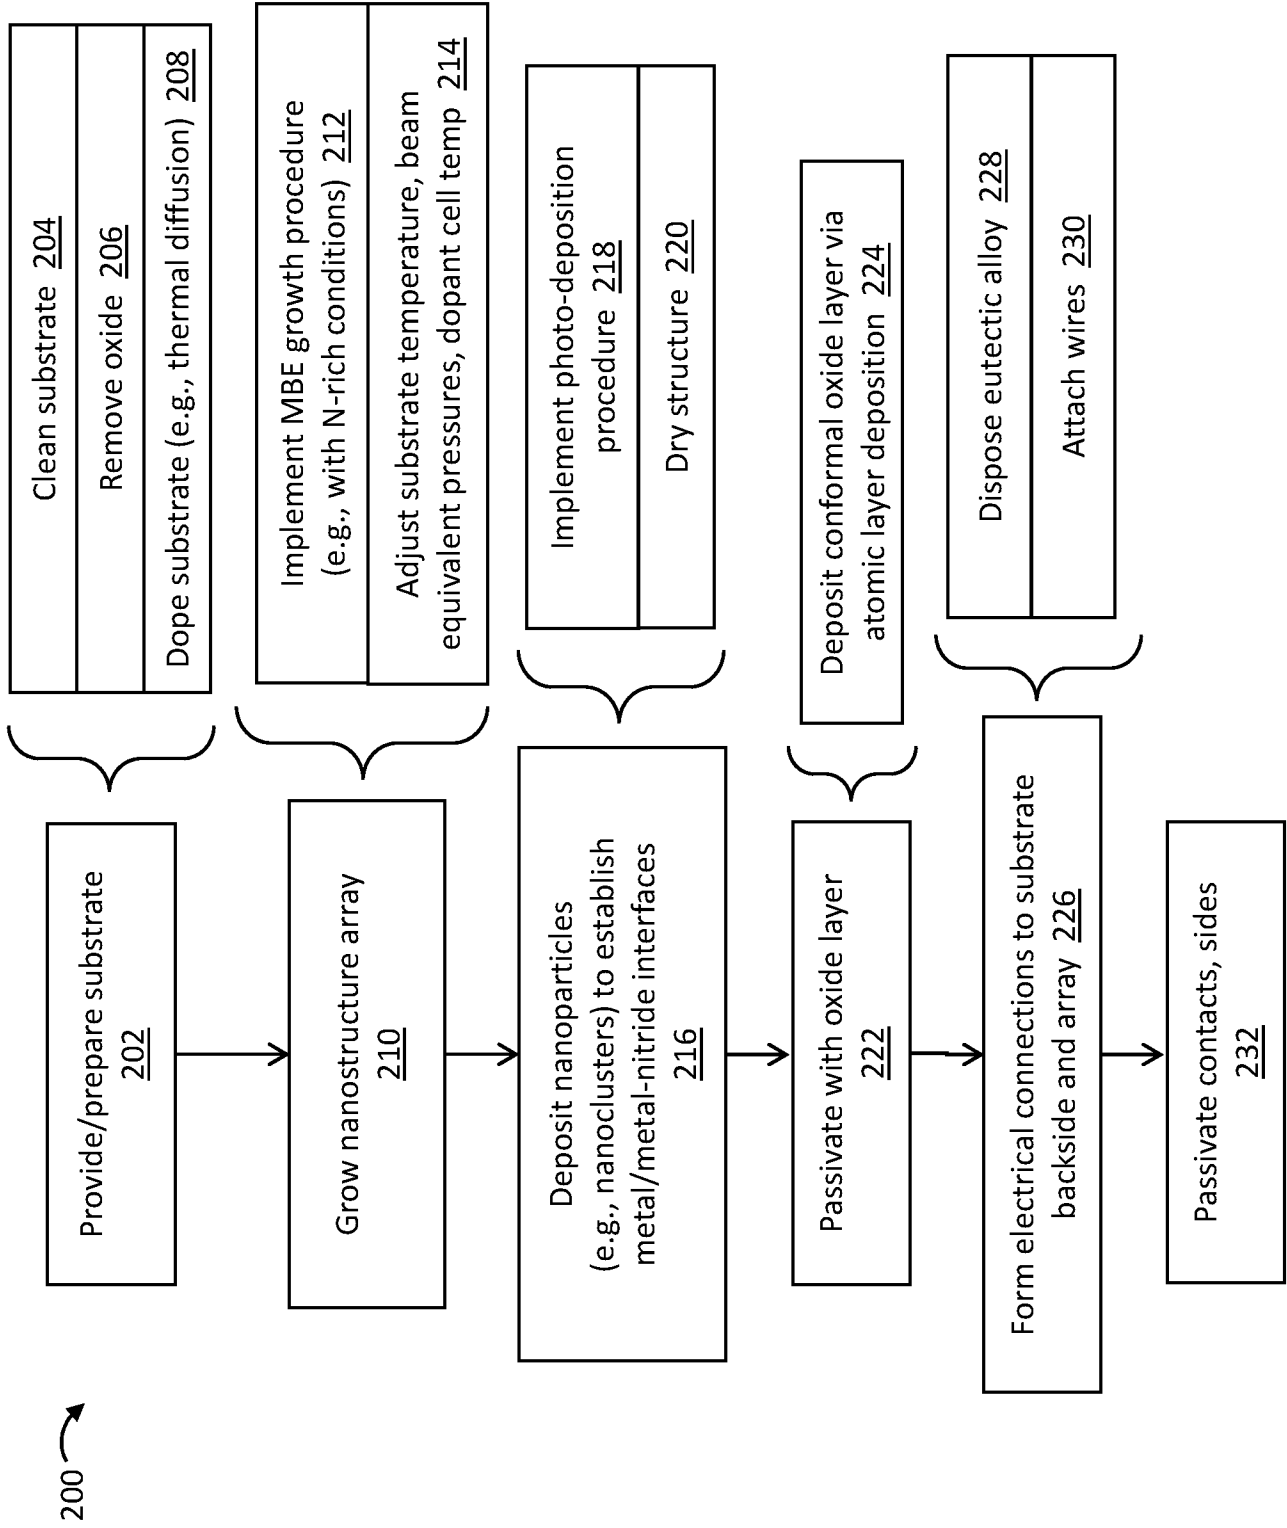 200
Provide/prepare substrate
202
Clean substrate 204
Remove oxide 206
Dope substrate (e.g., thermal diffusion) 208
Grow nanostructure array
210
Implement MBE growth procedure
(e.g., with N-rich conditions) 212
Adjust substrate temperature, beam
equivalent pressures, dopant cell temp 214
Deposit nanoparticles
(e.g., nanoclusters) to establish
metal/metal-nitride interfaces
216
Implement photo-deposition
procedure 218
Dry structure 220
Passivate with oxide layer
222
Deposit conformal oxide layer via
atomic layer deposition 224
Form electrical connections to substrate
backside and array 226
Dispose eutectic alloy 228
Attach wires 230
Passivate contacts, sides
232